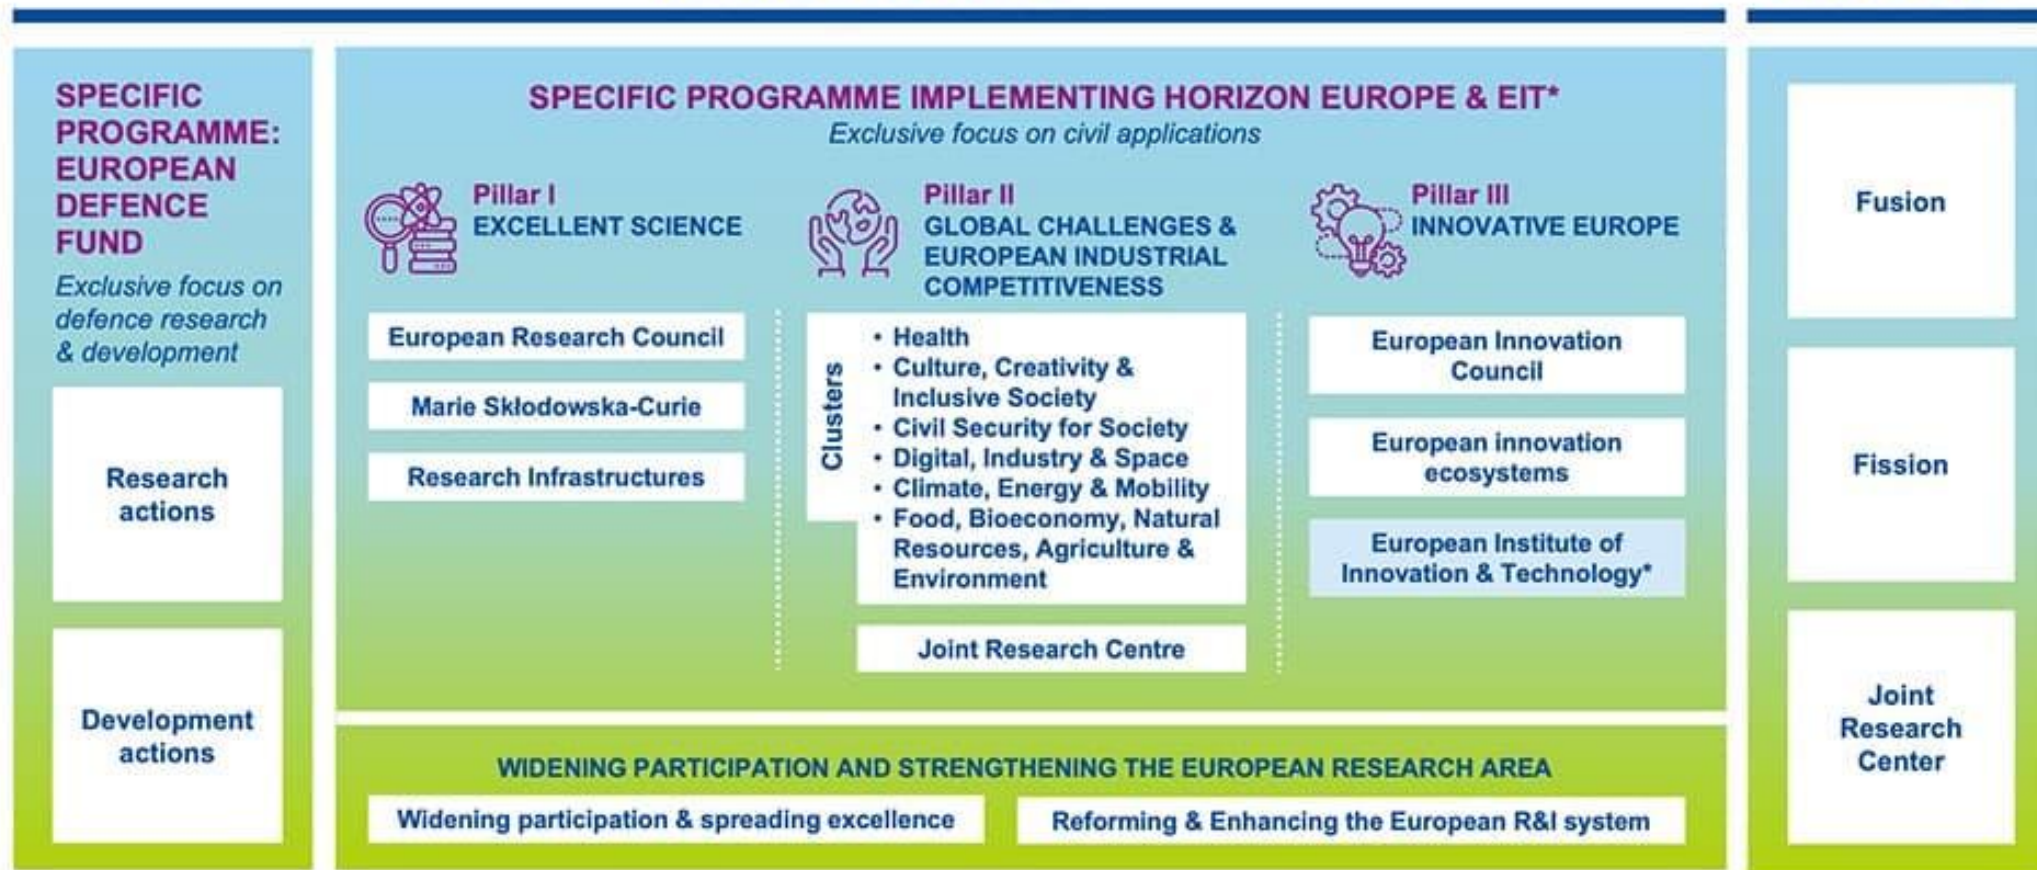 SPECIFIC
PROGRAMME:
EUROPEAN
DEFENCE
FUND
Exclusive focus on
defence research
& development
Research
actions
Development
actions
SPECIFIC PROGRAMME IMPLEMENTING HORIZON EUROPE & EIT*
Exclusive focus on civil applications
Pillar I
EXCELLENT SCIENCE
European Research Council
Marie Skłodowska-Curie
Research Infrastructures
Pillar II
GLOBAL CHALLENGES &
EUROPEAN INDUSTRIAL
COMPETITIVENESS
Clusters
• Health
• Culture, Creativity &
Inclusive Society
• Civil Security for Society
• Digital, Industry & Space
• Climate, Energy & Mobility
• Food, Bioeconomy, Natural
Resources, Agriculture &
Environment
Joint Research Centre
Pillar III
INNOVATIVE EUROPE
European Innovation
Council
European innovation
ecosystems
European Institute of
Innovation & Technology*
WIDENING PARTICIPATION AND STRENGTHENING THE EUROPEAN RESEARCH AREA
Widening participation & spreading excellence
Reforming & Enhancing the European R&I system
Fusion
Fission
Joint
Research
Center